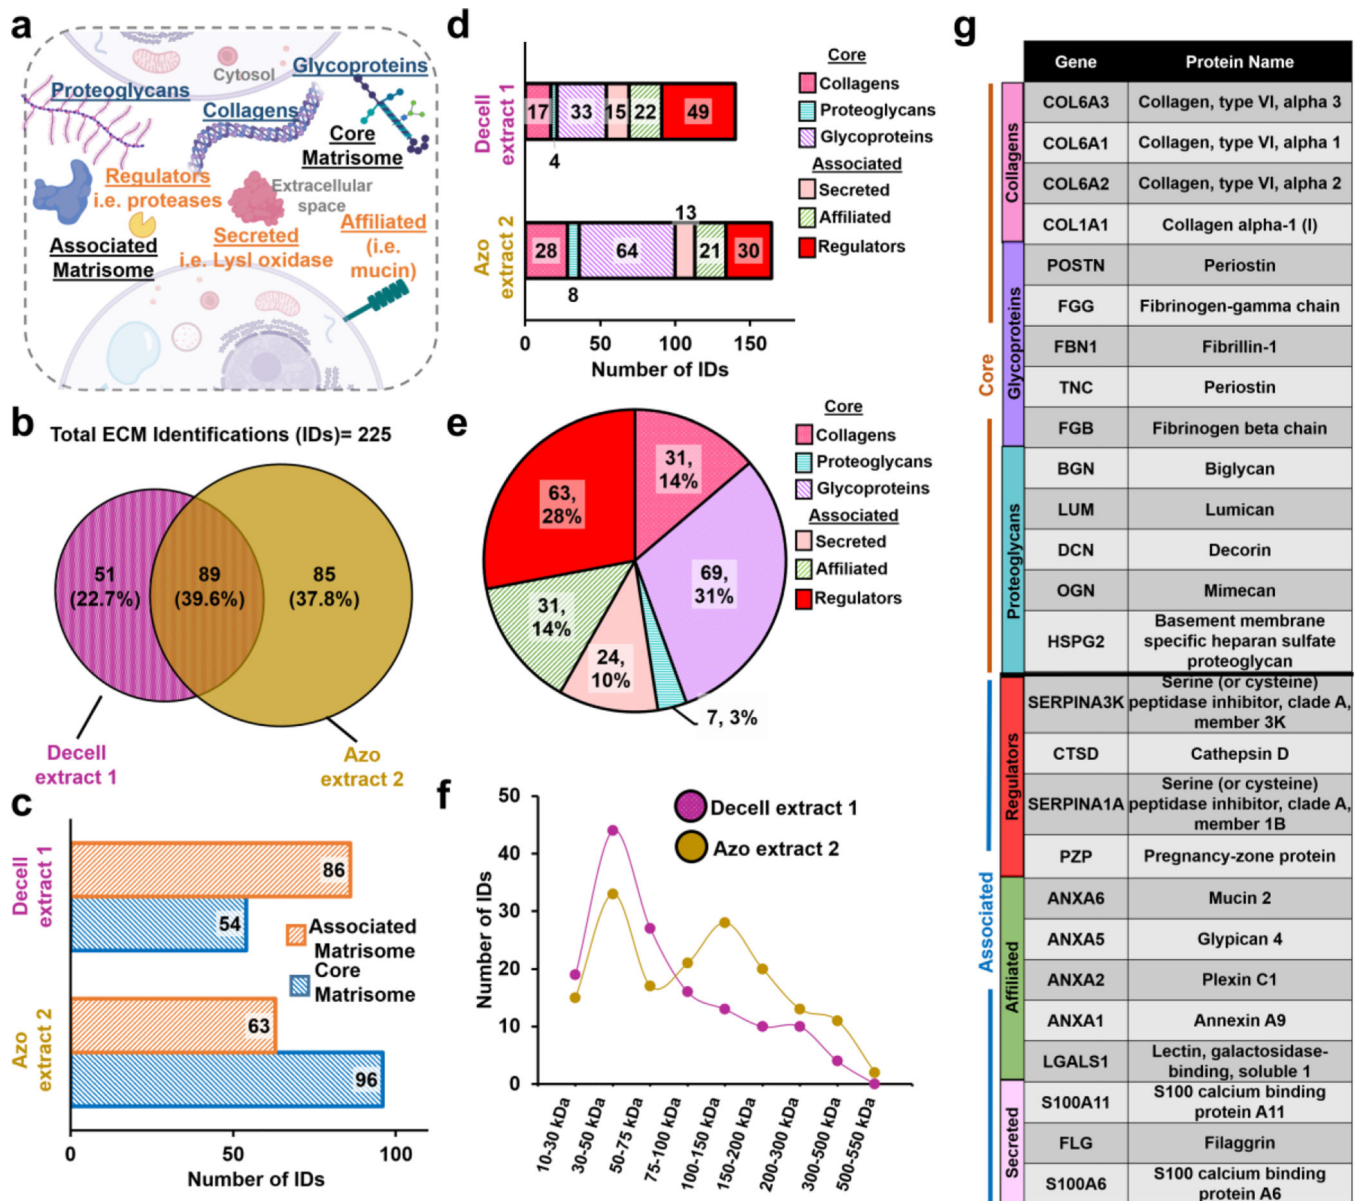 a
Cytosol
Glycoproteins
Proteoglycans
Collagens
Core
Matrisome
Regulators
i.e. proteases
Extracellular
space
Associated
Matrisome
Secreted
i.e. Lysl oxidase
Affiliated
(i.e.
mucin)
b
Total ECM Identifications (IDs)= 225
51
(22.7%)
89
(39.6%)
85
(37.8%)
Decell
extract 1
Azo
extract 2
c
Decell
extract 1
86
54
Azo
extract 2
63
96
Associated
Matrisome
Core
Matrisome
0
50
100
Number of IDs
d
Decell
extract 1
17
4
33
15
22
49
Azo
extract 2
28
8
64
13
21
30
0
50
100
150
Number of IDs
Core
Collagens
Proteoglycans
Glycoproteins
Associated
Secreted
Affiliated
Regulators
e
31,
14%
69,
31%
7, 3%
24,
10%
31,
14%
63,
28%
Core
Collagens
Proteoglycans
Glycoproteins
Associated
Secreted
Affiliated
Regulators
f
Number of IDs
50
40
30
20
10
0
Decell extract 1
Azo extract 2
10-30 kDa
30-50 kDa
50-75 kDa
75-100 kDa
100-150 kDa
150-200 kDa
200-300 kDa
300-500 kDa
500-550 kDa
g
Gene Protein Name
Core
Collagens
COL6A3 Collagen, type VI, alpha 3
COL6A1 Collagen, type VI, alpha 1
COL6A2 Collagen, type VI, alpha 2
COL1A1 Collagen alpha-1 (I)
Glycoproteins
POSTN Periostin
FGG Fibrinogen-gamma chain
FBN1 Fibrillin-1
TNC Periostin
FGB Fibrinogen beta chain
Proteoglycans
BGN Biglycan
LUM Lumican
DCN Decorin
OGN Mimecan
HSPG2 Basement membrane
specific heparan sulfate
proteoglycan
Associated
Regulators
SERPINA3K Serine (or cysteine)
peptidase inhibitor, clade A,
member 3K
CTSD Cathepsin D
SERPINA1A Serine (or cysteine)
peptidase inhibitor, clade A,
member 1B
PZP Pregnancy-zone protein
Affiliated
ANXA6 Mucin 2
ANXA5 Glypican 4
ANXA2 Plexin C1
ANXA1 Annexin A9
LGALS1 Lectin, galactosidase-
binding, soluble 1
Secreted
S100A11 S100 calcium binding
protein A11
FLG Filaggrin
S100A6 S100 calcium binding
protein A6